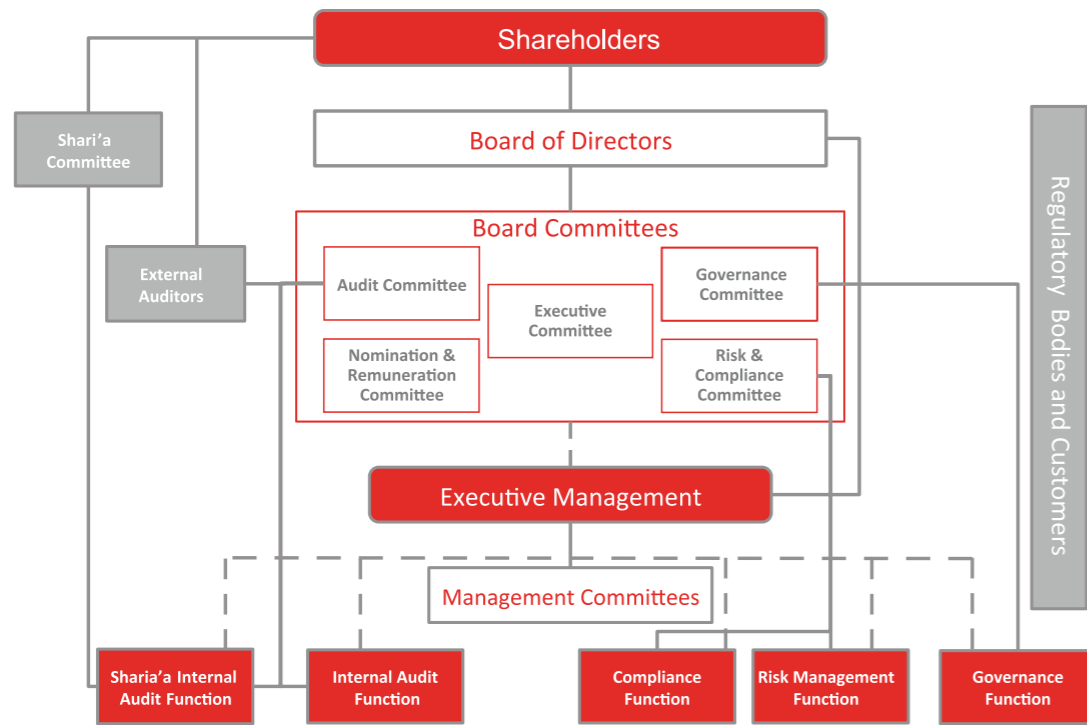 Shareholders
Shari’a
Committee
Board of Directors
Board Committees
External
Auditors
Audit Committee
Executive
Committee
Governance
Committee
Nomination &
Remuneration
Committee
Risk &
Compliance
Committee
Regulatory Bodies and Customers
Executive Management
Management Committees
Sharia’a Internal
Audit Function
Internal Audit
Function
Compliance
Function
Risk Management
Function
Governance
Function